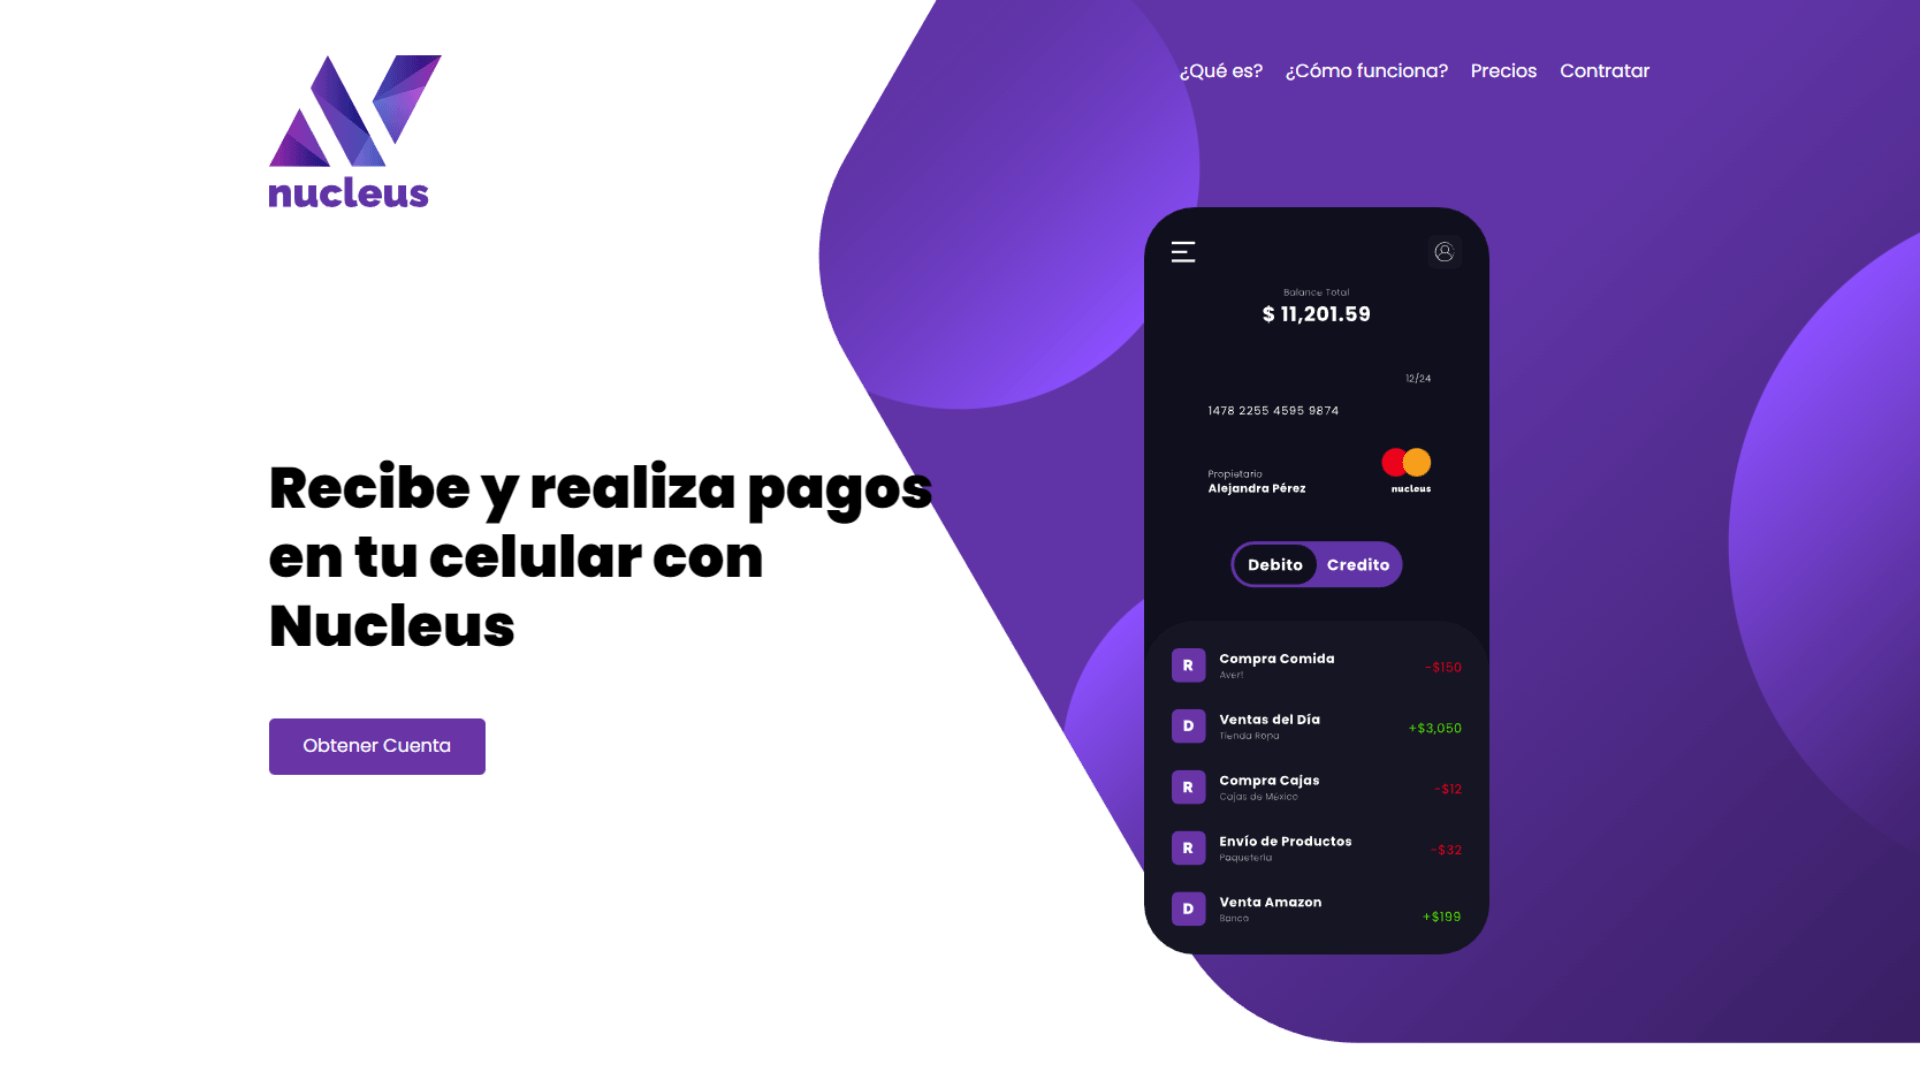 nucleus
¿Qué es? ¿Cómo funciona? Precios Contratar
Recibe y realiza pagos
en tu celular con
Nucleus
Obtener Cuenta
Balance Total
$ 11,201.59
12/24
1478 2255 4595 9874
Propietario
Alejandra Pérez
nucleus
Debito Credito
R Compra Comida -$150
Aver!
D Ventas del Día +$3,050
Tienda Ropa
R Compra Cajas -$12
Cajas de México
R Envío de Productos -$32
Paquetería
D Venta Amazon +$199
Banco